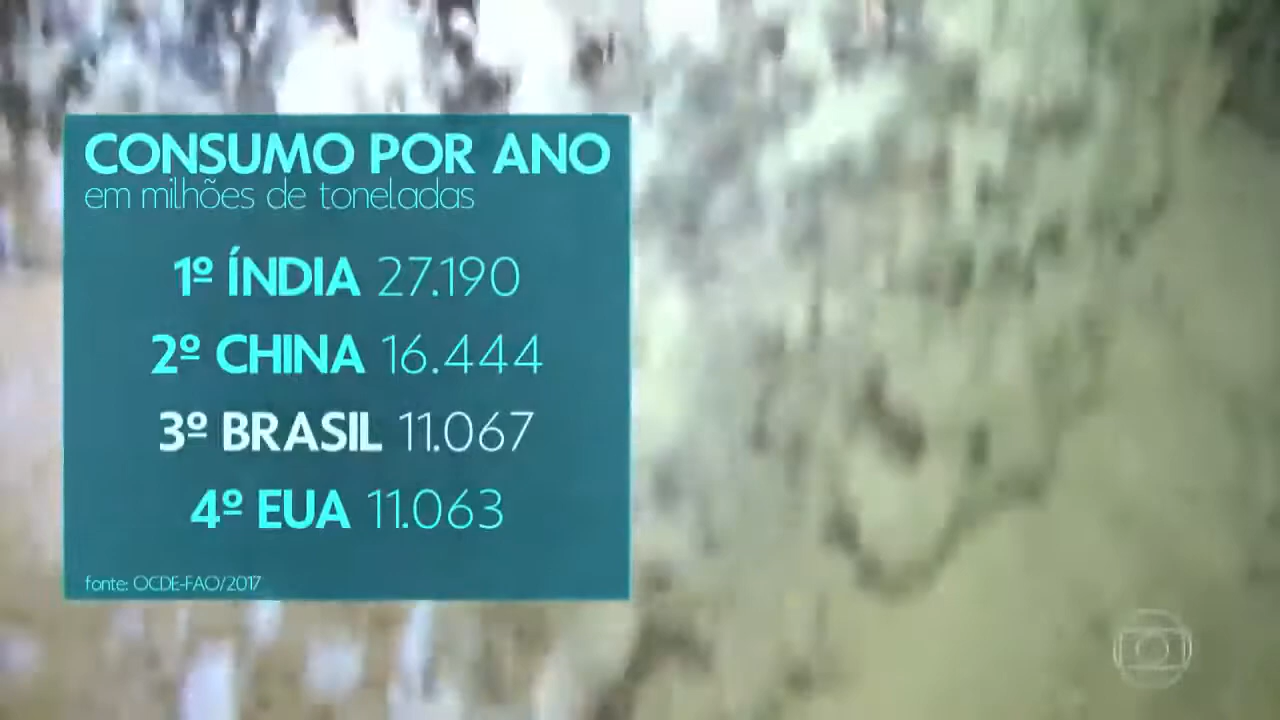 CONSUMO POR ANO
em milhões de toneladas
1º ÍNDIA 27.190
2º CHINA 16.444
3º BRASIL 11.067
4º EUA 11.063
fonte: OCDE-FAO/2017